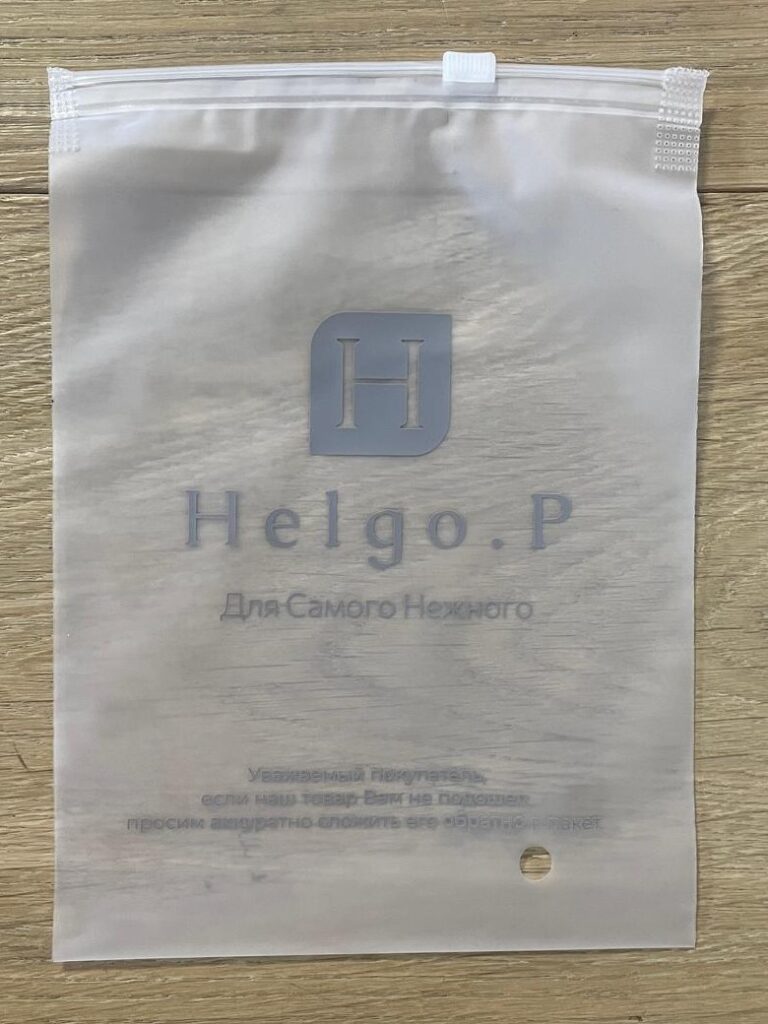 H
Helgo.P
Для Самого Нежного
Уважаемый покупатель,
если наш товар Вам не подошел
просим аккуратно сложить его обратно в пакет